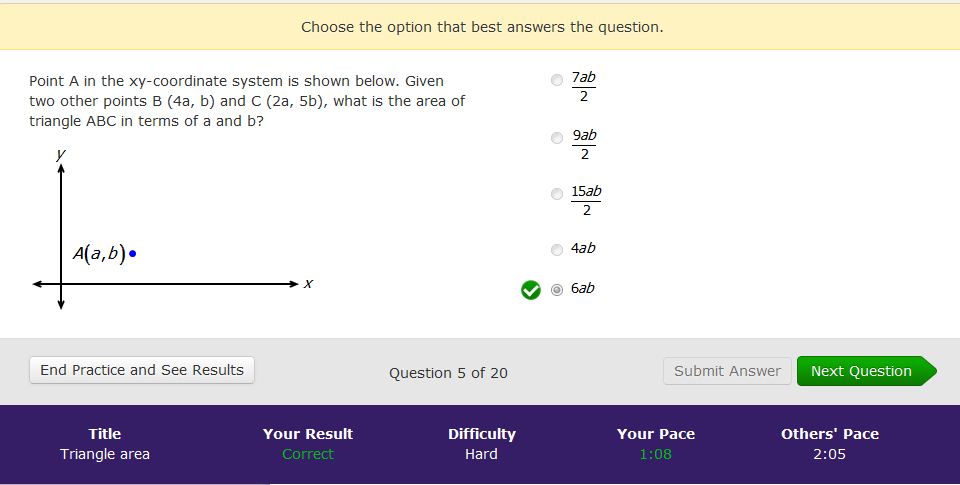 Choose the option that best answers the question.
Point A in the xy-coordinate system is shown below. Given
two other points B (4a, b) and C (2a, 5b), what is the area of
triangle ABC in terms of a and b?
y
A(a,b)
x
7ab
2
9ab
2
15ab
2
4ab
6ab
End Practice and See Results
Question 5 of 20
Submit Answer
Next Question
Title
Your Result
Difficulty
Your Pace
Others' Pace
Triangle area
Correct
Hard
1:08
2:05